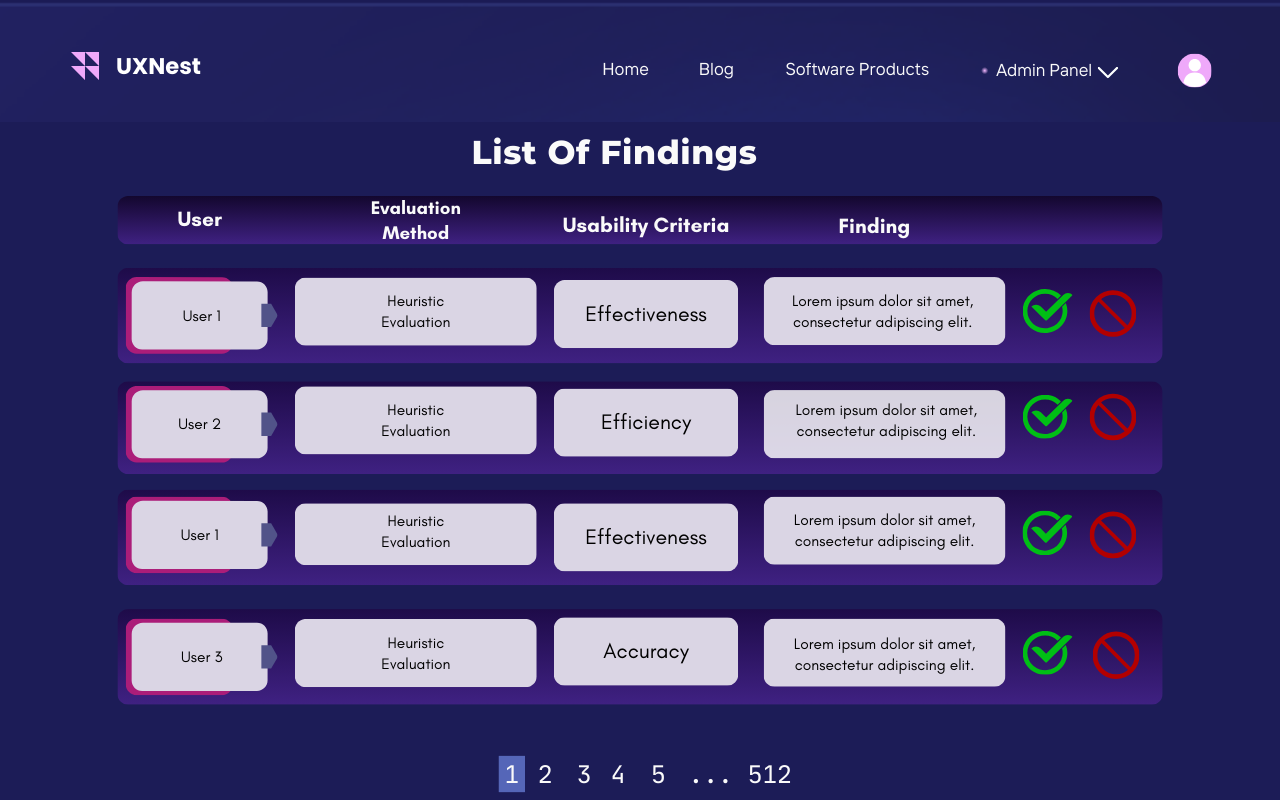 UXNest
Home Blog Software Products Admin Panel
List Of Findings
User Evaluation Method Usability Criteria Finding
User 1
Heuristic
Evaluation
Effectiveness
Lorem ipsum dolor sit amet,
consectetur adipiscing elit.
User 2
Heuristic
Evaluation
Efficiency
Lorem ipsum dolor sit amet,
consectetur adipiscing elit.
User 1
Heuristic
Evaluation
Effectiveness
Lorem ipsum dolor sit amet,
consectetur adipiscing elit.
User 3
Heuristic
Evaluation
Accuracy
Lorem ipsum dolor sit amet,
consectetur adipiscing elit.
1 2 3 4 5 ... 512